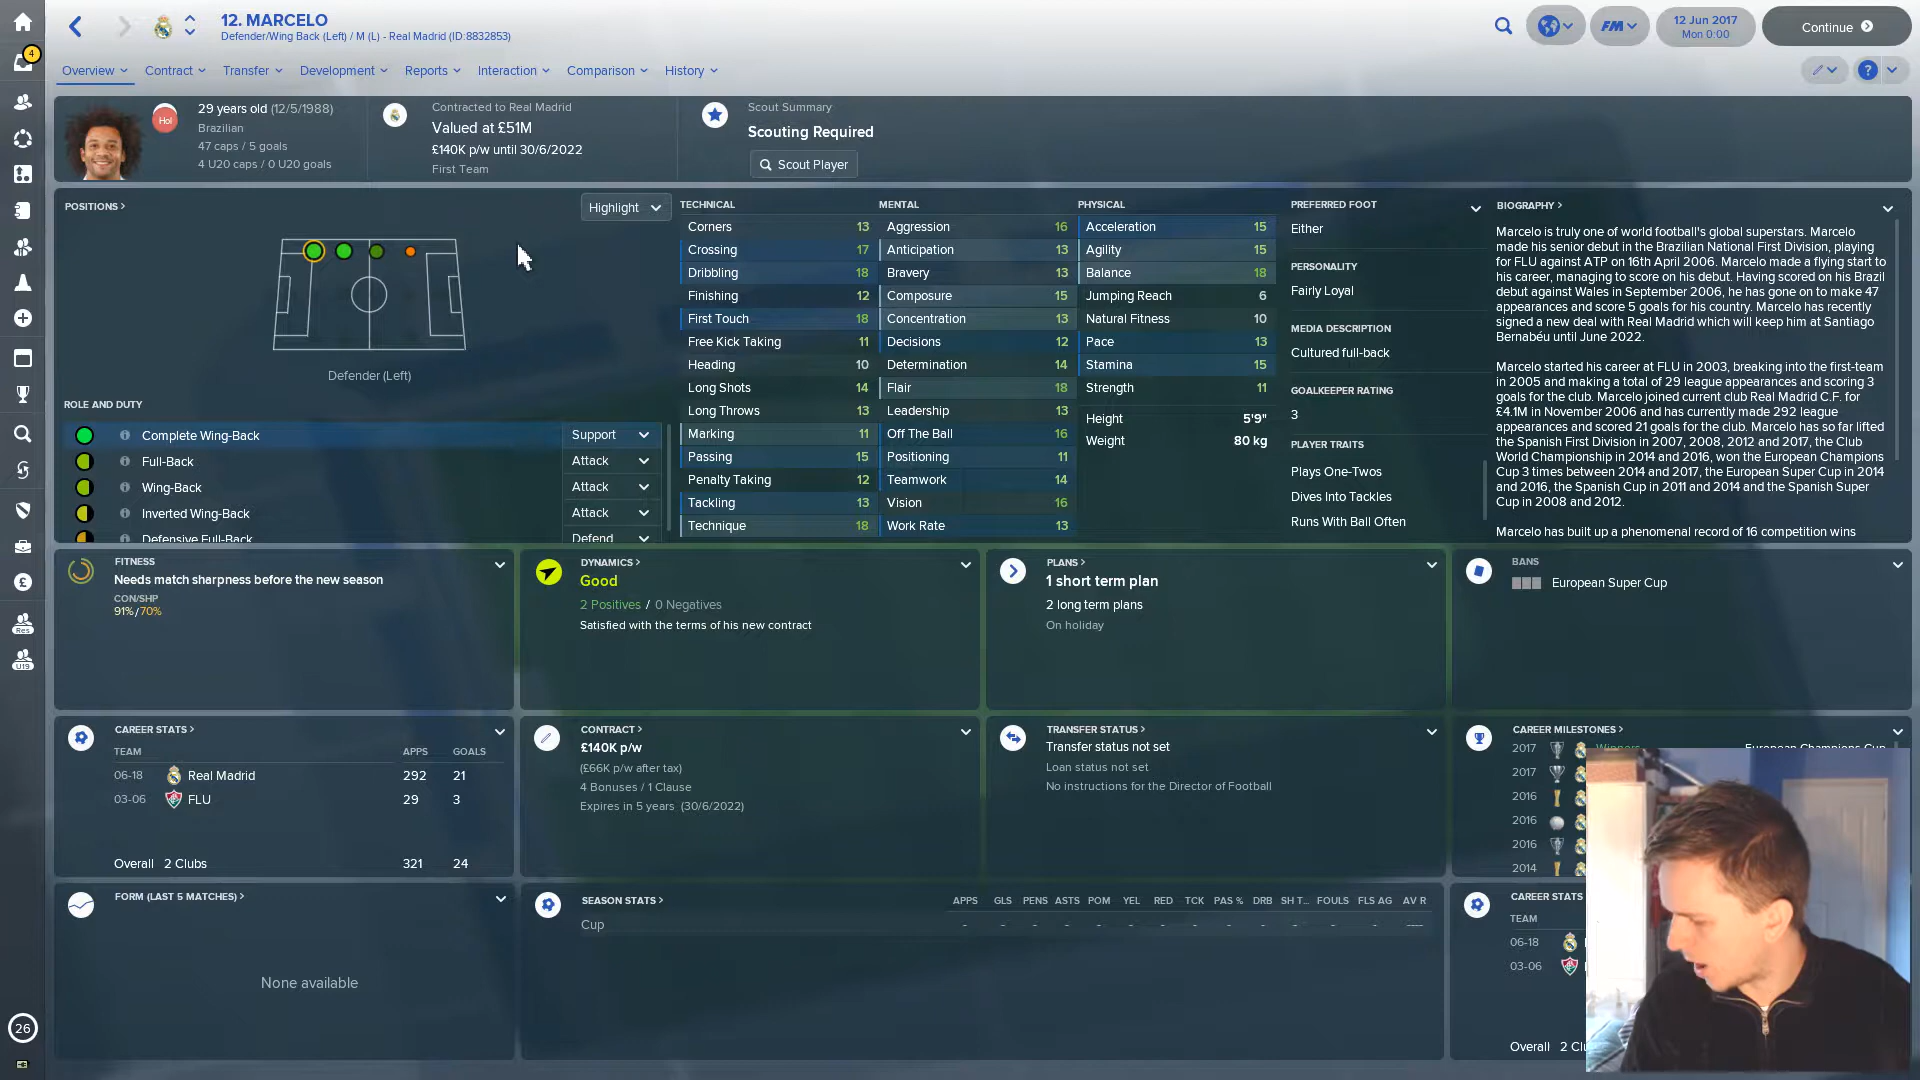 12. MARCELO
Defender/Wing Back (Left) / M (L) - Real Madrid (ID:8832853)
FM
12 Jun 2017
Mon 0:00
Continue
4
Overview
Contract
Transfer
Development
Reports
Interaction
Comparison
History
?
Hol
29 years old (12/5/1988)
Brazilian
47 caps / 5 goals
4 U20 caps / 0 U20 goals
Contracted to Real Madrid
Valued at £51M
£140K p/w until 30/6/2022
First Team
Scout Summary
Scouting Required
Scout Player
POSITIONS >
Highlight
Defender (Left)
ROLE AND DUTY
Complete Wing-Back Support
Full-Back Attack
Wing-Back Attack
Inverted Wing-Back Attack
Defensive Full-Back Defend
TECHNICAL
Corners 13
Crossing 17
Dribbling 18
Finishing 12
First Touch 18
Free Kick Taking 11
Heading 10
Long Shots 14
Long Throws 13
Marking 11
Passing 15
Penalty Taking 12
Tackling 13
Technique 18
MENTAL
Aggression 16
Anticipation 13
Bravery 13
Composure 15
Concentration 13
Decisions 12
Determination 14
Flair 18
Leadership 13
Off The Ball 16
Positioning 11
Teamwork 14
Vision 16
Work Rate 13
PHYSICAL
Acceleration 15
Agility 15
Balance 18
Jumping Reach 6
Natural Fitness 10
Pace 13
Stamina 15
Strength 11
Height 5'9"
Weight 80 kg
PREFERRED FOOT
Either
PERSONALITY
Fairly Loyal
MEDIA DESCRIPTION
Cultured full-back
GOALKEEPER RATING
3
PLAYER TRAITS
Plays One-Twos
Dives Into Tackles
Runs With Ball Often
BIOGRAPHY >
Marcelo is truly one of world football's global superstars. Marcelo
made his senior debut in the Brazilian National First Division, playing
for FLU against ATP on 16th April 2006. Marcelo made a flying start to
his career, managing to score on his debut. Having scored on his Brazil
debut against Wales in September 2006, he has gone on to make 47
appearances and score 5 goals for his country. Marcelo has recently
signed a new deal with Real Madrid which will keep him at Santiago
Bernabéu until June 2022.
Marcelo started his career at FLU in 2003, breaking into the first-team
in 2005 and making a total of 29 league appearances and scoring 3
goals for the club. Marcelo joined current club Real Madrid C.F. for
£4.1M in November 2006 and has currently made 292 league
appearances and scored 21 goals for the club. Marcelo has so far lifted
the Spanish First Division in 2007, 2008, 2012 and 2017, the Club
World Championship in 2014 and 2016, won the European Champions
Cup 3 times between 2014 and 2017, the European Super Cup in 2014
and 2016, the Spanish Cup in 2011 and 2014 and the Spanish Super
Cup in 2008 and 2012.
Marcelo has built up a phenomenal record of 16 competition wins
FITNESS
Needs match sharpness before the new season
CON/SHP
91%/70%
DYNAMICS >
Good
2 Positives / 0 Negatives
Satisfied with the terms of his new contract
PLANS >
1 short term plan
2 long term plans
On holiday
BANS
European Super Cup
CAREER STATS >
TEAM APPS GOALS
06-18 Real Madrid 292 21
03-06 FLU 29 3
Overall 2 Clubs 321 24
CONTRACT >
£140K p/w
(£66K p/w after tax)
4 Bonuses / 1 Clause
Expires in 5 years (30/6/2022)
TRANSFER STATUS >
Transfer status not set
Loan status not set
No instructions for the Director of Football
CAREER MILESTONES >
2017 Winners European Champions Cup
2017
2016
2016
2016
2014
FORM (LAST 5 MATCHES) >
None available
SEASON STATS >
APPS GLS PENS ASTS POM YEL RED TCK PAS % DRB SH T... FOULS FLS AG AV R
Cup - - - - - - - - - - - - - ---
CAREER STATS
TEAM
06-18
03-06
Overall 2
Res
U19
26